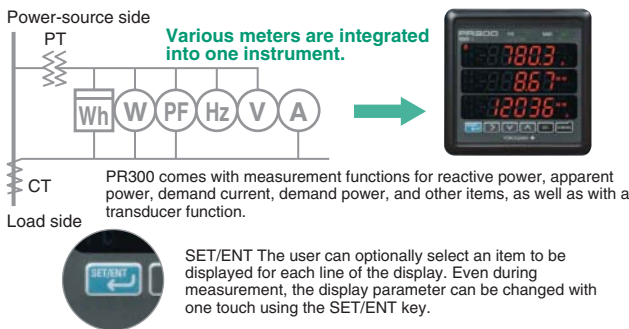 Power-source side
PT
Various meters are integrated
into one instrument.
Wh W PF Hz V A
PR300
7803.
8.67
12036
YOKOGAWA
CT
PR300 comes with measurement functions for reactive power, apparent
power, demand current, demand power, and other items, as well as with a
transducer function.
Load side
SET/ENT
SET/ENT The user can optionally select an item to be
displayed for each line of the display. Even during
measurement, the display parameter can be changed with
one touch using the SET/ENT key.